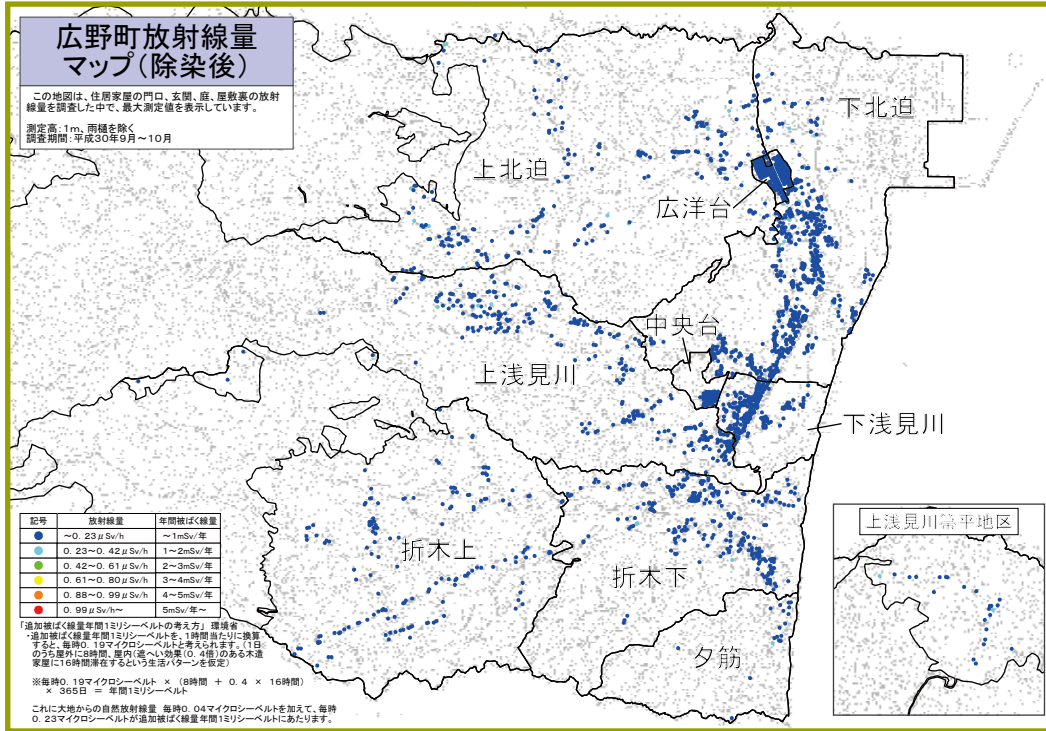 広野町放射線量
マップ(除染後)
この地図は、住居家屋の門口、玄関、庭、屋敷裏の放射
線量を調査した中で、最大測定値を表示しています。
測定高:1m、雨樋を除く
調査期間:平成30年9月~10月
下北迫
上北迫
広洋台
中央台
上浅見川
下浅見川
折木上
折木下
夕筋
上浅見川箒平地区
記号 放射線量 年間被ばく線量
~0.23μSv/h ~1mSv/年
0.23~0.42μSv/h 1~2mSv/年
0.42~0.61μSv/h 2~3mSv/年
0.61~0.80μSv/h 3~4mSv/年
0.88~0.99μSv/h 4~5mSv/年
0.99μSv/h~ 5mSv/年~
「追加被ばく線量年間1ミリシーベルトの考え方」 環境省
・追加被ばく線量年間1ミリシーベルトを、1時間当たりに換算
すると、毎時0.19マイクロシーベルトと考えられます。(1日
のうち屋外に8時間、屋内(遮へい効果(0.4倍)のある木造
家屋に16時間滞在するという生活パターンを仮定)
※毎時0.19マイクロシーベルト × (8時間 + 0.4 × 16時間)
× 365日 = 年間1ミリシーベルト
これに大地からの自然放射線量 毎時0.04マイクロシーベルトを加えて、毎時
0.23マイクロシーベルトが追加被ばく線量年間1ミリシーベルトにあたります。